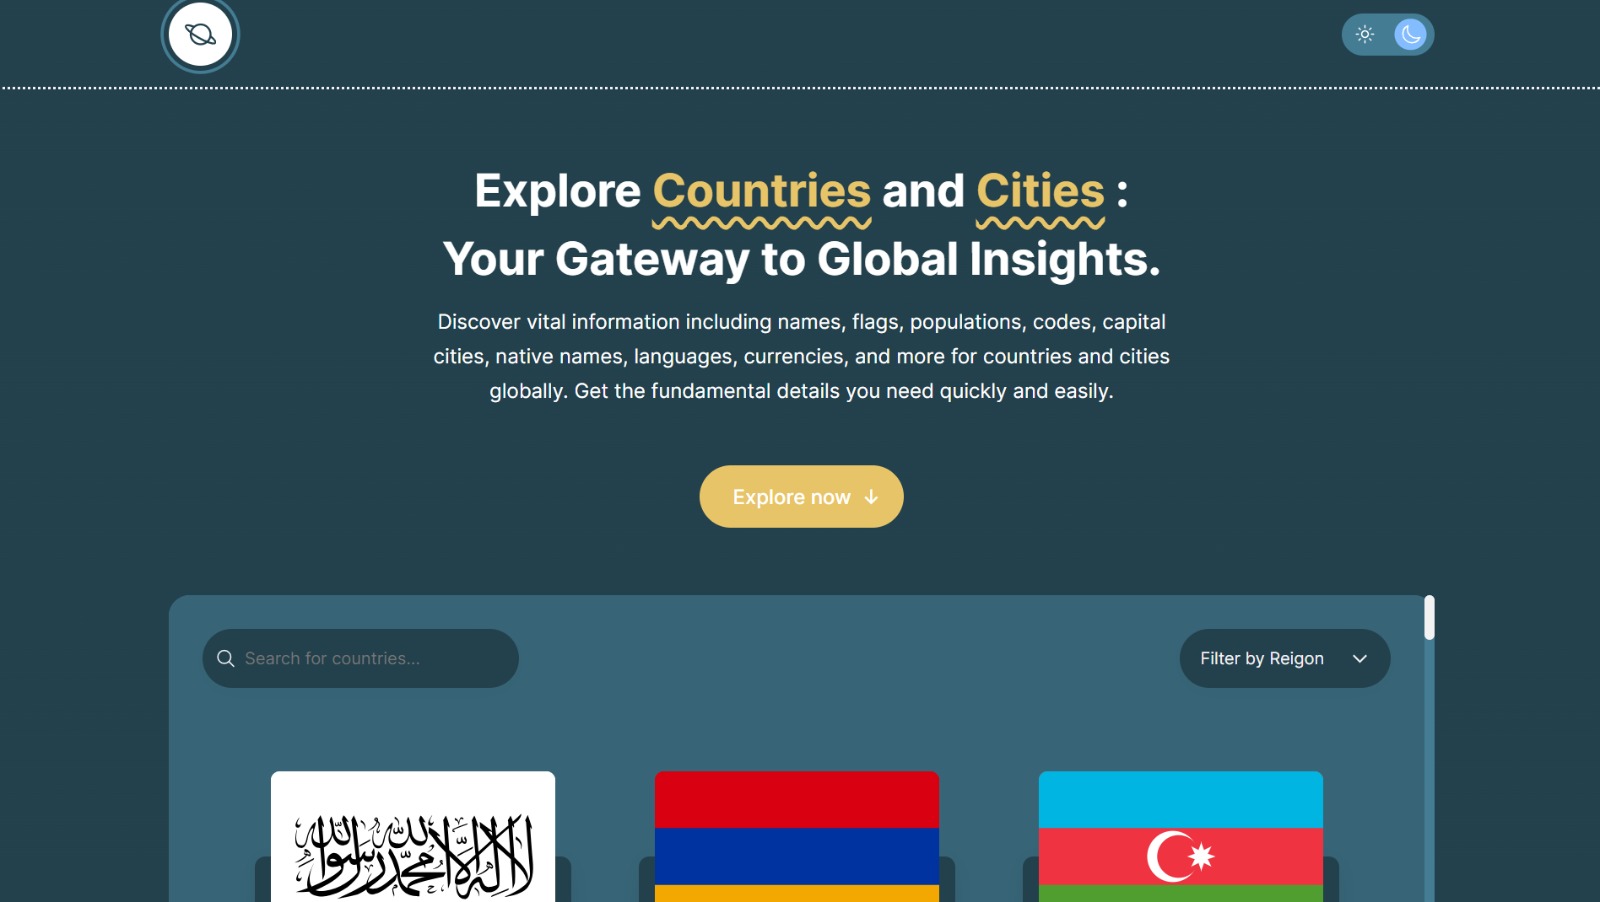 Explore Countries and Cities :
Your Gateway to Global Insights.
Discover vital information including names, flags, populations, codes, capital
cities, native names, languages, currencies, and more for countries and cities
globally. Get the fundamental details you need quickly and easily.
Explore now
Search for countries...
Filter by Reigon
لا إله إلا الله محمد رسول الله